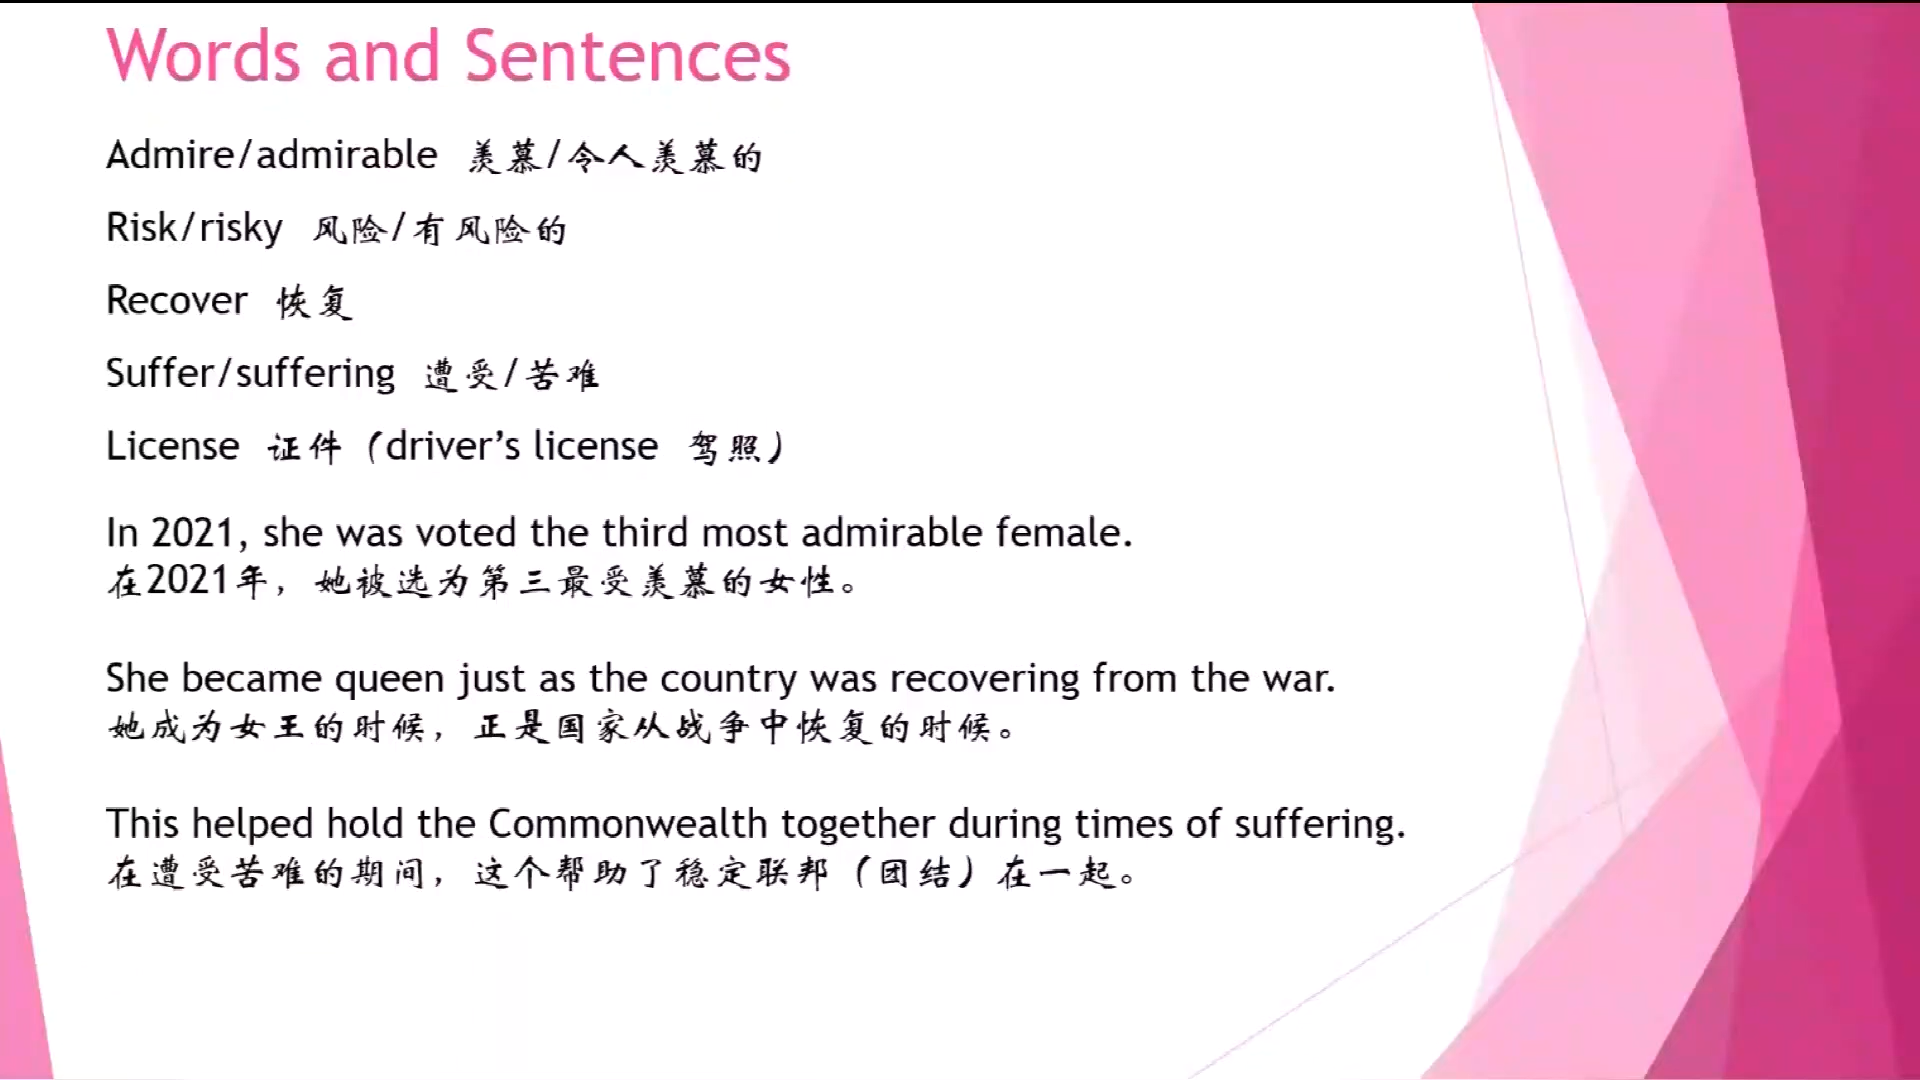 Words and Sentences
Admire/admirable 羡慕/令人羡慕的
Risk/risky 风险/有风险的
Recover 恢复
Suffer/suffering 遭受/苦难
License 证件（driver’s license 驾照）
In 2021, she was voted the third most admirable female.
在2021年，她被选为第三最受羡慕的女性。
She became queen just as the country was recovering from the war.
她成为女王的时候，正是国家从战争中恢复的时候。
This helped hold the Commonwealth together during times of suffering.
在遭受苦难的期间，这个帮助了稳定联邦（团结）在一起。